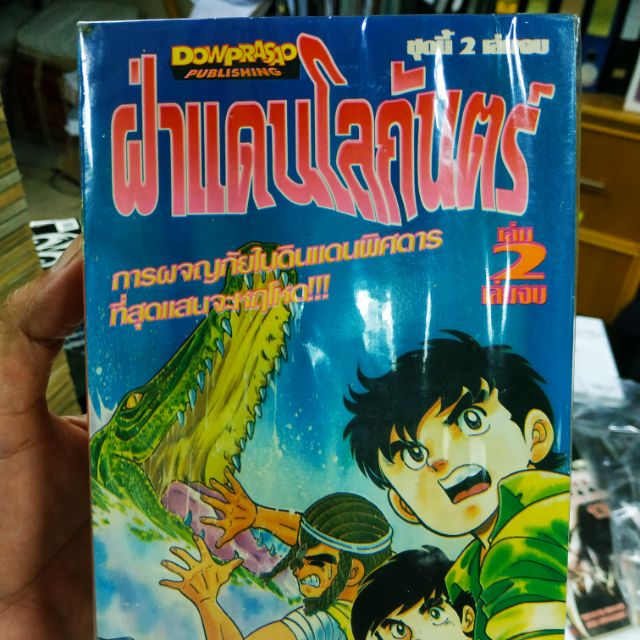 DOWPRASAO
PUBLISHING
ชุดนี้ 2 เล่มจบ
ฝ่าแดนโลกันตร์
การผจญภัยในดินแดนพิศดาร
ที่สุดแสนจะหฤโหด!!!
เล่ม
2
เล่มจบ